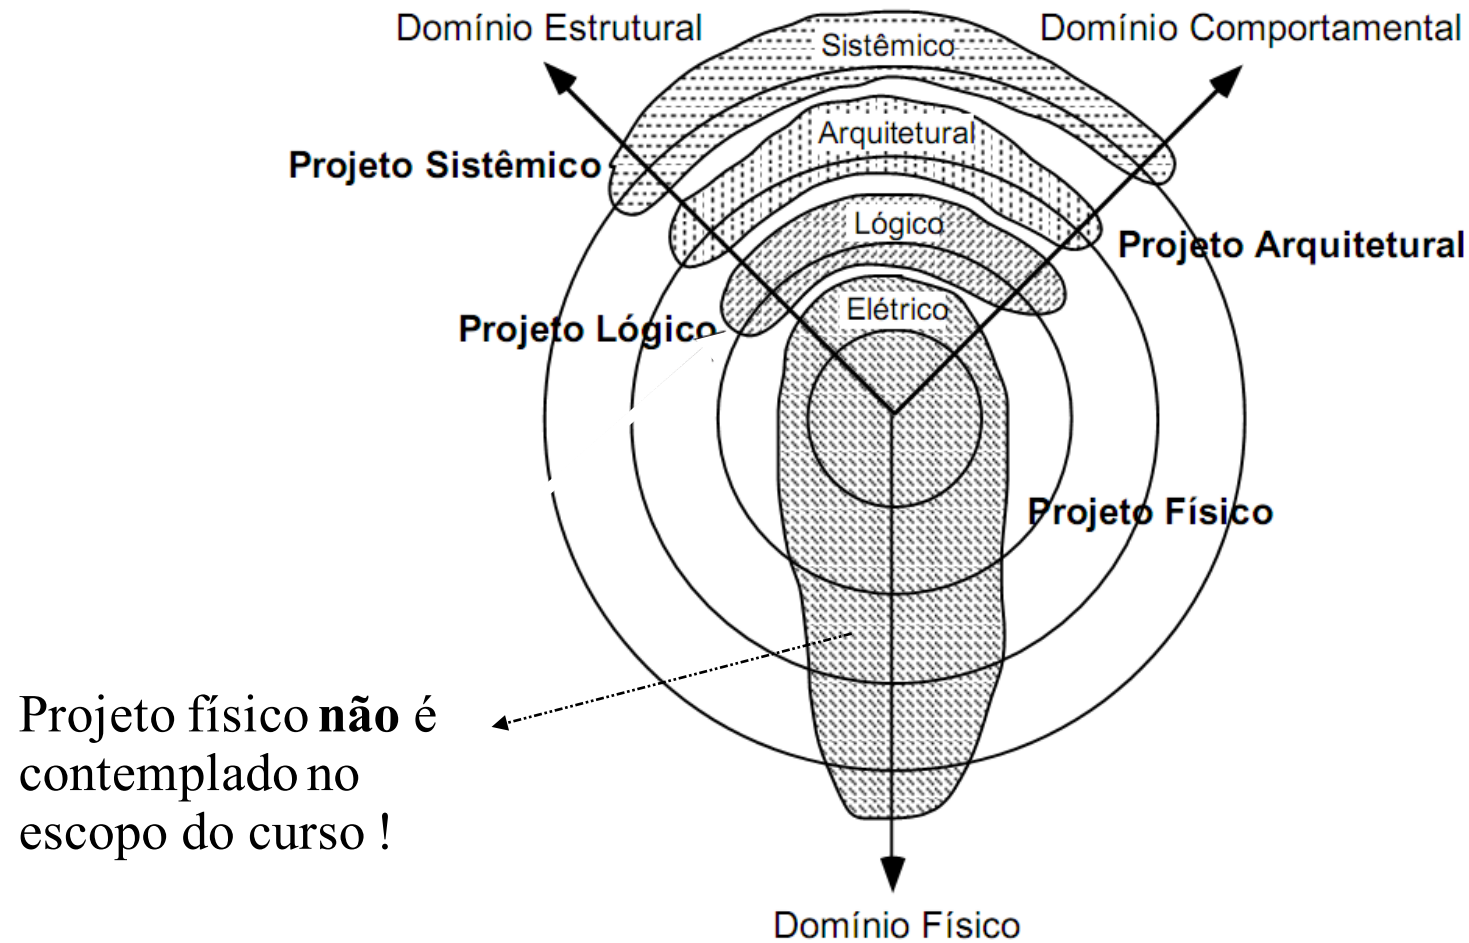 Domínio Estrutural
Domínio Comportamental
Sistêmico
Arquitetural
Projeto Sistêmico
Lógico
Projeto Arquitetural
Elétrico
Projeto Lógico
Projeto Físico
Projeto físico não é
contemplado no
escopo do curso !
Domínio Físico